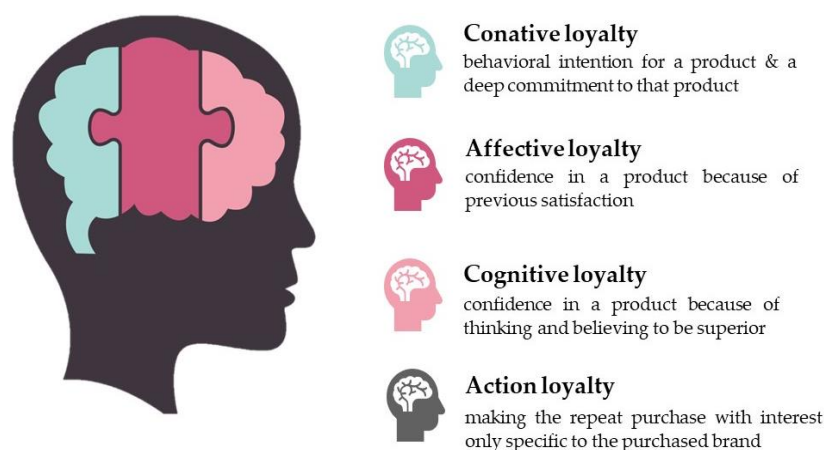 Conative loyalty
behavioral intention for a product & a
deep commitment to that product
Affective loyalty
confidence in a product because of
previous satisfaction
Cognitive loyalty
confidence in a product because of
thinking and believing to be superior
Action loyalty
making the repeat purchase with interest
only specific to the purchased brand